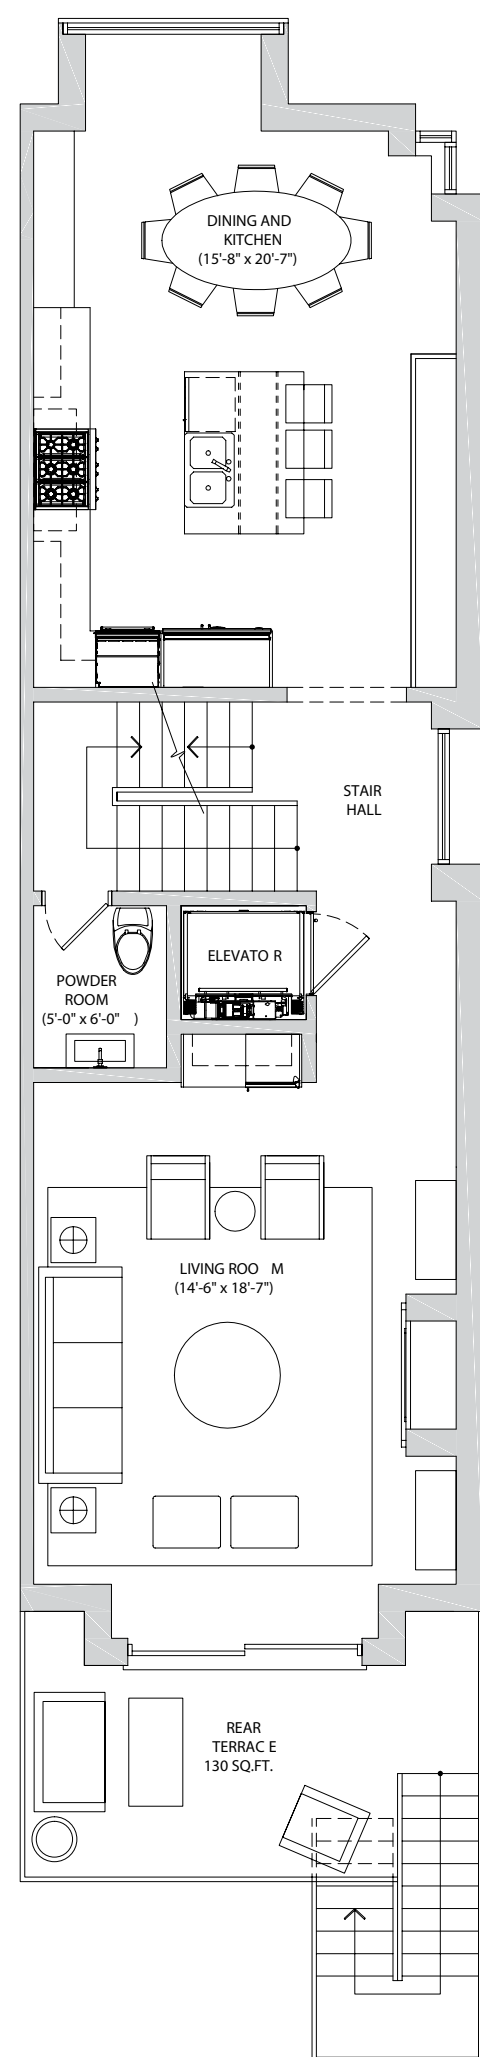 DINING AND
KITCHEN
(15'-8" x 20'-7")
STAIR
HALL
ELEVATO R
POWDER
ROOM
(5'-0" x 6'-0" )
LIVING ROO M
(14'-6" x 18'-7")
REAR
TERRAC E
130 SQ.FT.